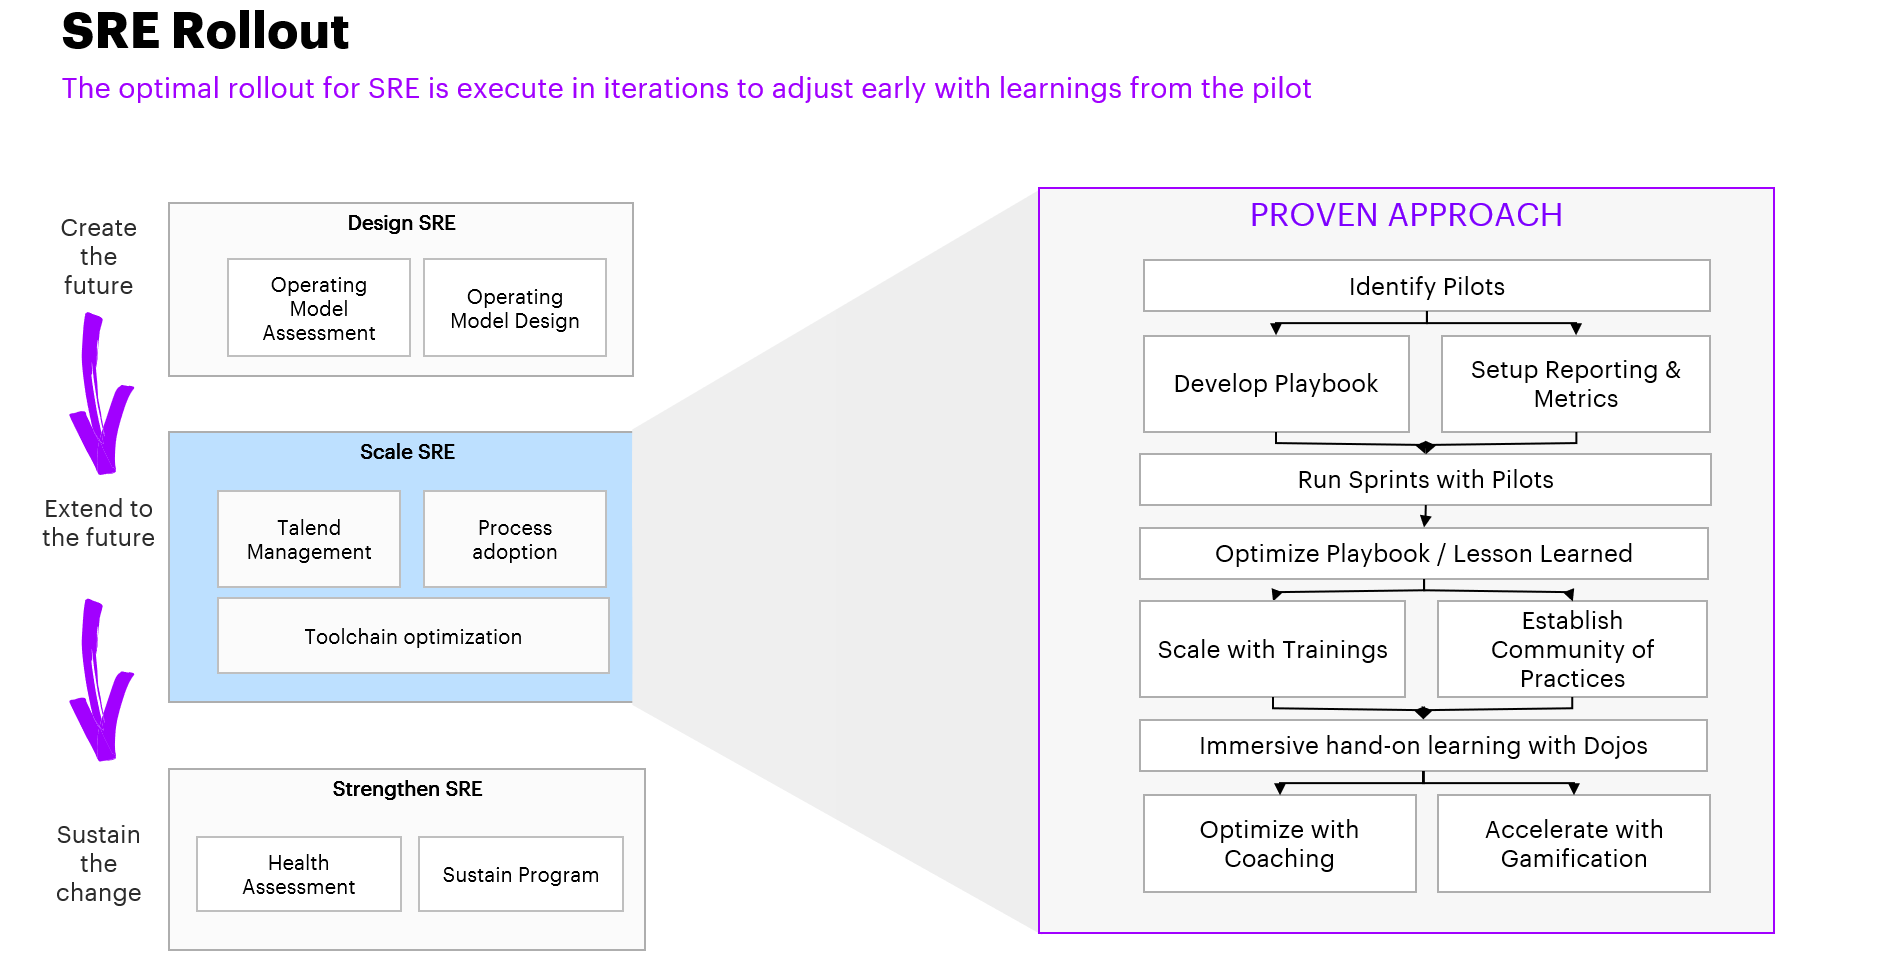 SRE Rollout
The optimal rollout for SRE is execute in iterations to adjust early with learnings from the pilot
Create
the
future
Design SRE
Operating
Model
Assessment
Operating
Model Design
Extend to
the future
Scale SRE
Talend
Management
Process
adoption
Toolchain optimization
Sustain
the
change
Strengthen SRE
Health
Assessment
Sustain Program
PROVEN APPROACH
Identify Pilots
Develop Playbook
Setup Reporting &
Metrics
Run Sprints with Pilots
Optimize Playbook / Lesson Learned
Scale with Trainings
Establish
Community of
Practices
Immersive hand-on learning with Dojos
Optimize with
Coaching
Accelerate with
Gamification